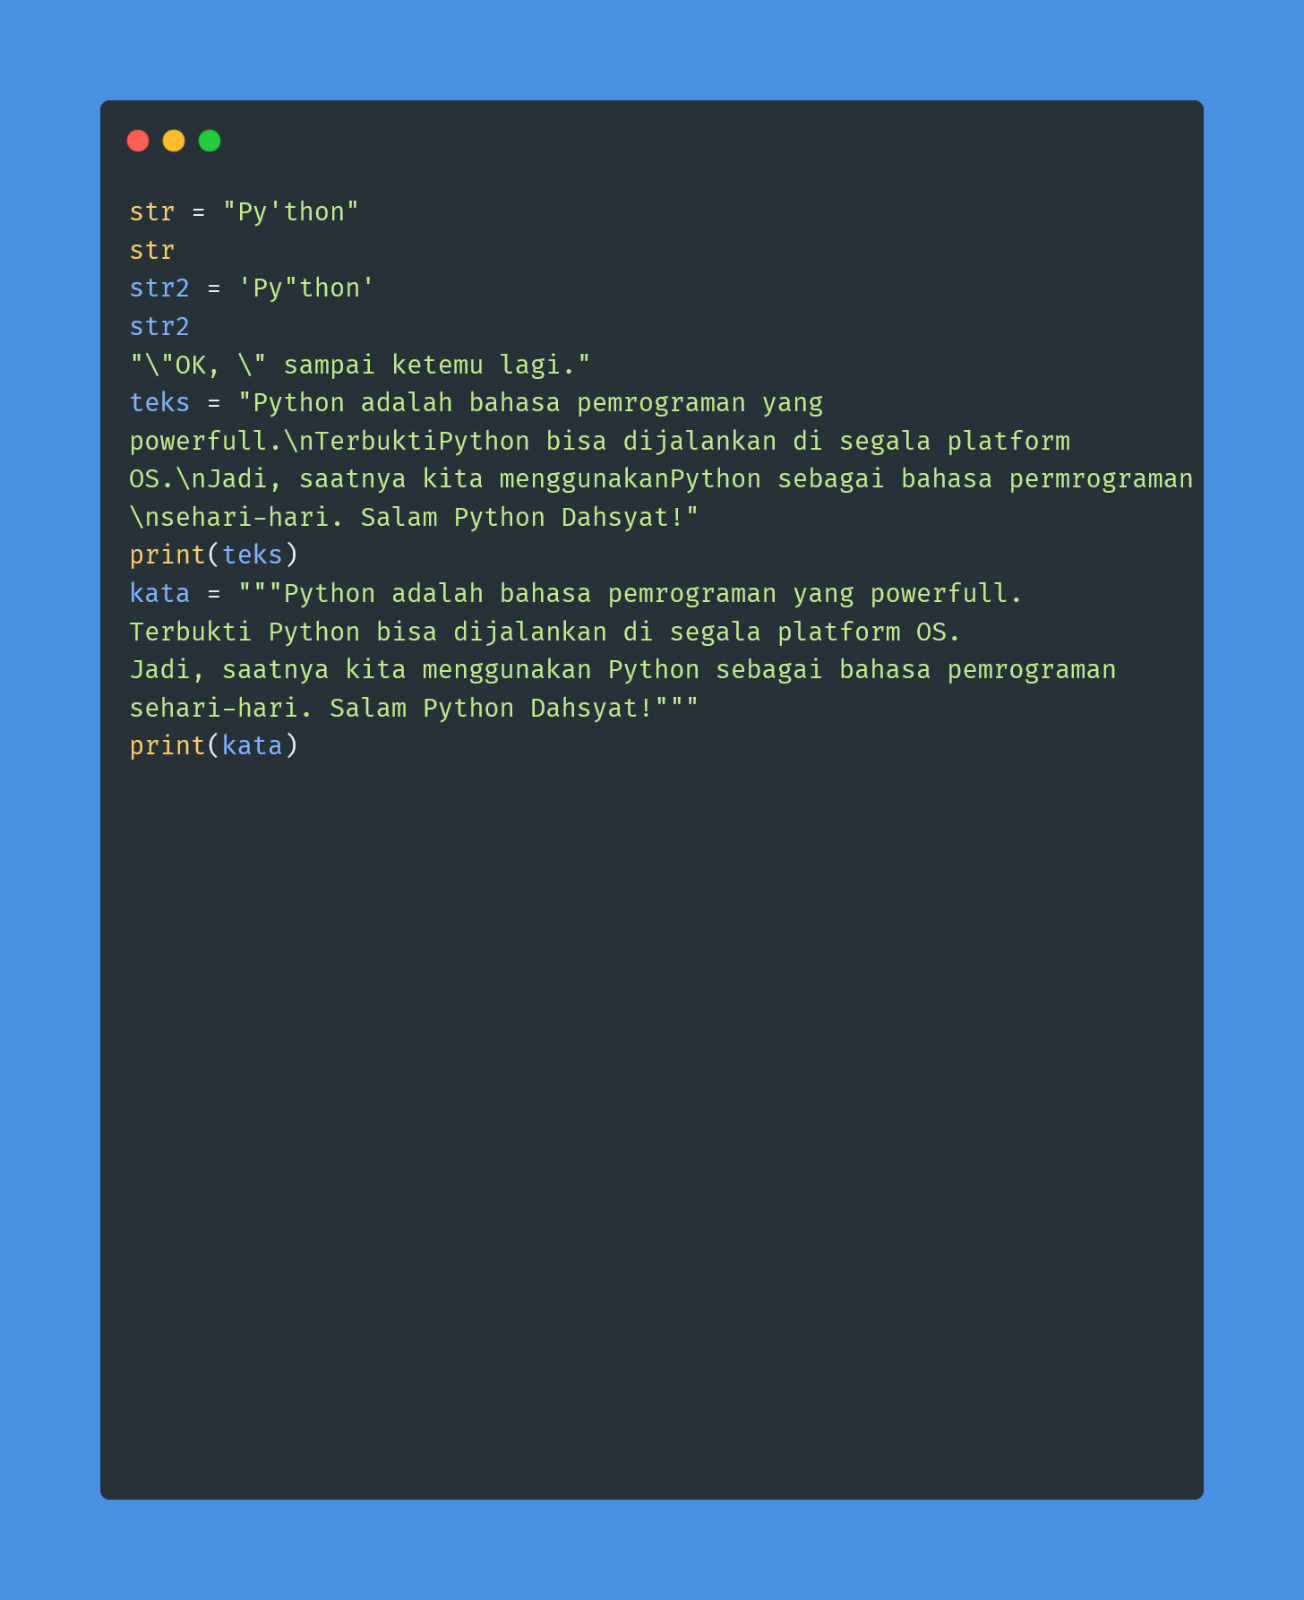 str = "Py'thon"
str
str2 = 'Py"thon'
str2
"\"OK, \" sampai ketemu lagi."
teks = "Python adalah bahasa pemrograman yang
powerfull.\nTerbuktiPython bisa dijalankan di segala platform
OS.\nJadi, saatnya kita menggunakanPython sebagai bahasa permrograman
\nsehari-hari. Salam Python Dahsyat!"
print(teks)
kata = """Python adalah bahasa pemrograman yang powerfull.
Terbukti Python bisa dijalankan di segala platform OS.
Jadi, saatnya kita menggunakan Python sebagai bahasa pemrograman
sehari-hari. Salam Python Dahsyat!"""
print(kata)